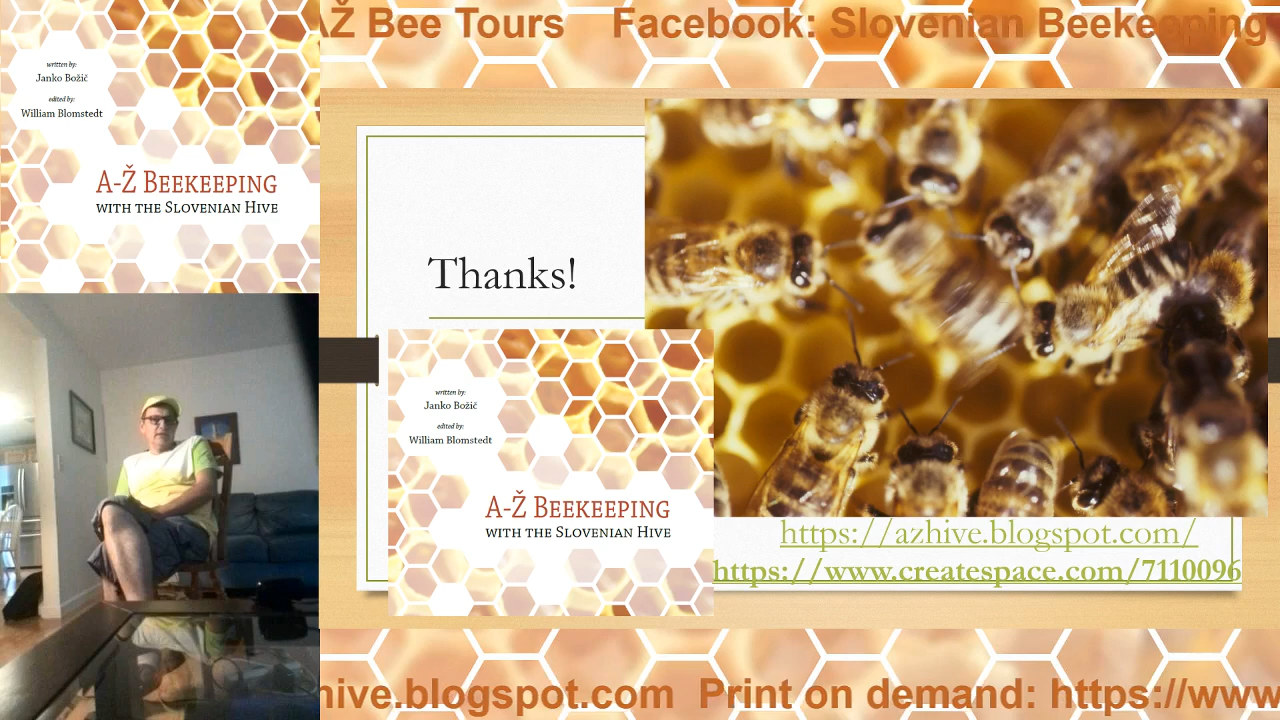 AŽ Bee Tours Facebook: Slovenian Beekeeping
written by:
Janko Božič
edited by:
William Blomstedt
A-Ž Beekeeping
with the Slovenian Hive
Thanks!
written by:
Janko Božič
edited by:
William Blomstedt
A-Ž Beekeeping
with the Slovenian Hive
https://azhive.blogspot.com/
https://www.createspace.com/7110096
hive.blogspot.com Print on demand: https://www